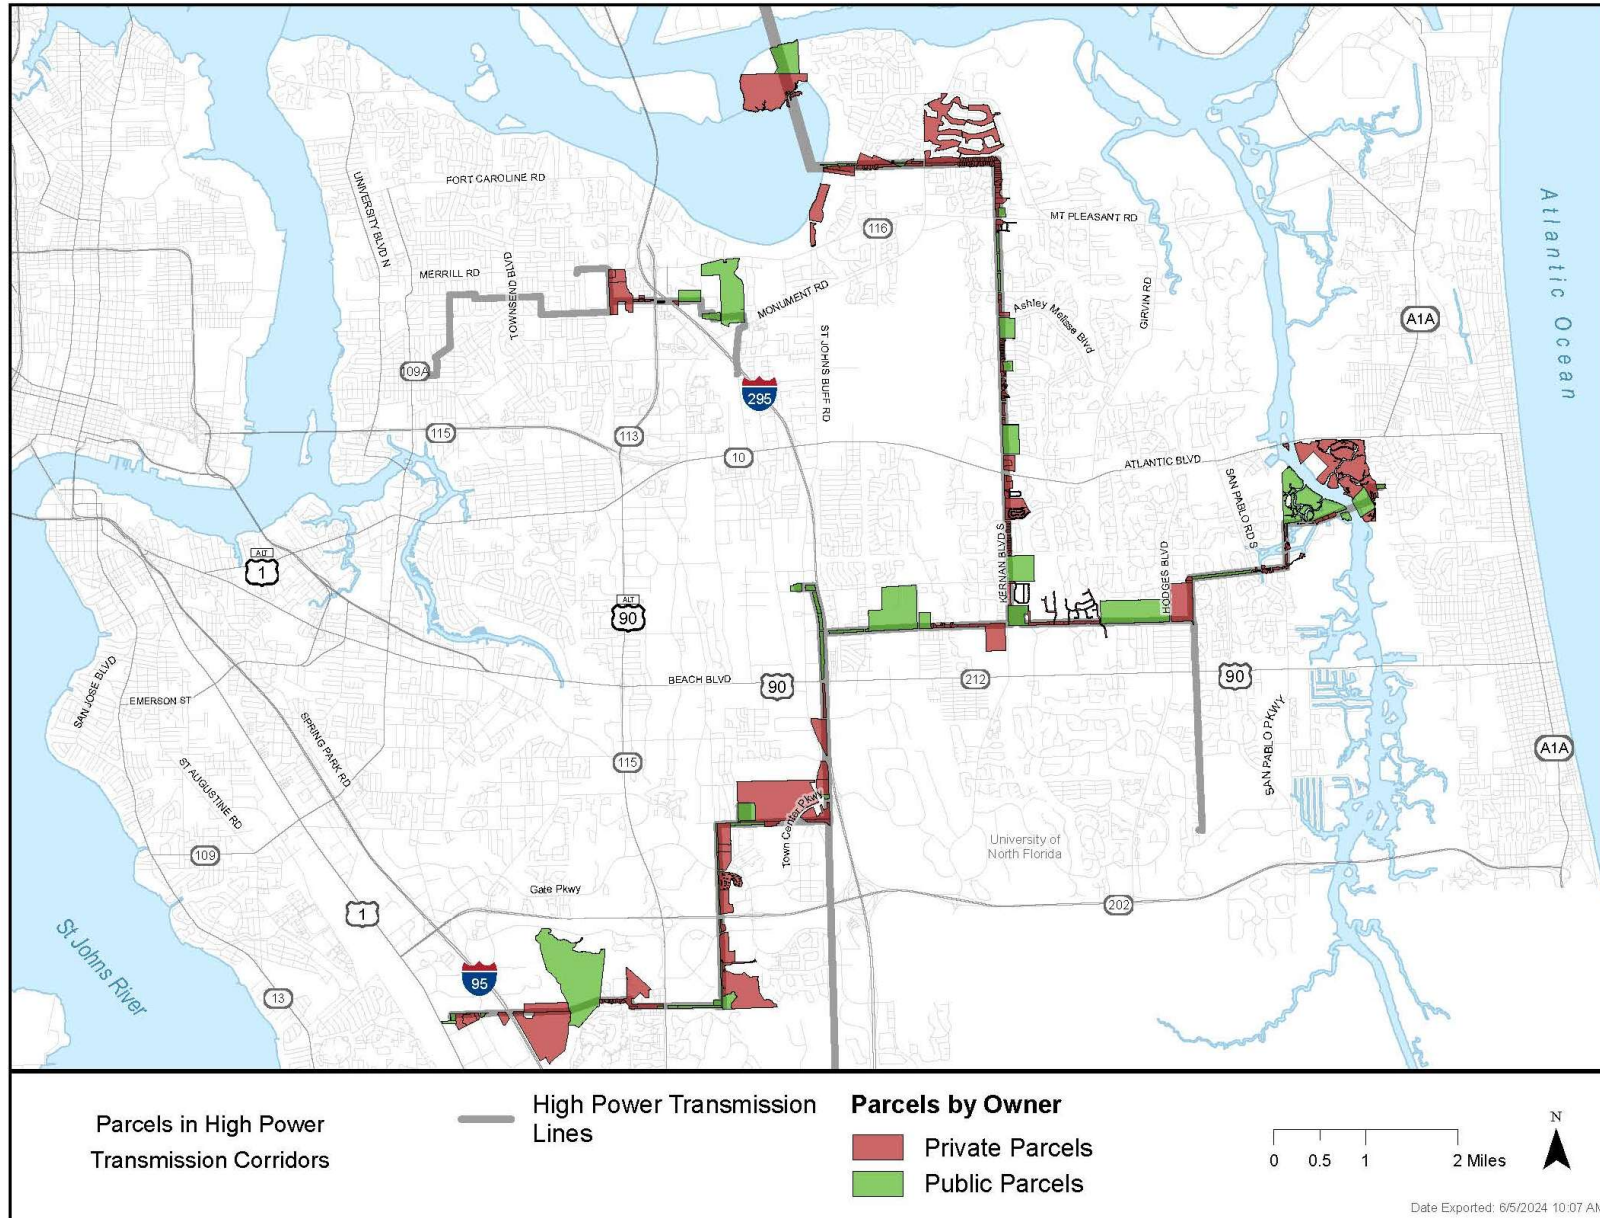 FORT CAROLINE RD
UNIVERSITY BLVD N
116
MT PLEASANT RD
MERRILL RD
TOWNSEND BLVD
MONUMENT RD
Ashley Melisse Blvd
GIRVIN RD
A1A
Atlantic Ocean
ST JOHNS BUFF RD
109A
295
115
113
10
ATLANTIC BLVD
SAN PABLO RD S
KERNAN BLVD S
HODGES BLVD
ALT
1
ALT
90
BEACH BLVD
90
212
90
SAN JOSE BLVD
EMERSON ST
SPRING PARK RD
SAN PABLO PKWY
A1A
115
ST AUGUSTINE RD
Town Center Pkwy
109
University of
North Florida
Gate Pkwy
1
202
St Johns River
95
13
Parcels in High Power
Transmission Corridors
High Power Transmission
Lines
Parcels by Owner
Private Parcels
Public Parcels
N
0 0.5 1 2 Miles
Date Exported: 6/5/2024 10:07 AM